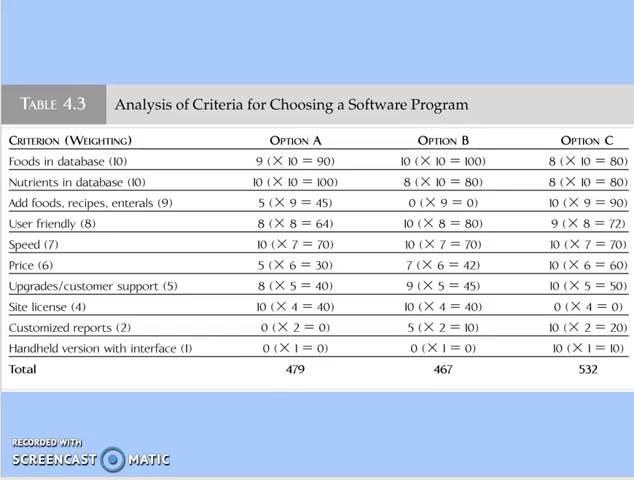 TABLE 4.3 Analysis of Criteria for Choosing a Software Program
CRITERION (WEIGHTING) OPTION A OPTION B OPTION C
Foods in database (10) 9 (× 10 = 90) 10 (× 10 = 100) 8 (× 10 = 80)
Nutrients in database (10) 10 (× 10 = 100) 8 (× 10 = 80) 8 (× 10 = 80)
Add foods, recipes, enterals (9) 5 (× 9 = 45) 0 (× 9 = 0) 10 (× 9 = 90)
User friendly (8) 8 (× 8 = 64) 10 (× 8 = 80) 9 (× 8 = 72)
Speed (7) 10 (× 7 = 70) 10 (× 7 = 70) 10 (× 7 = 70)
Price (6) 5 (× 6 = 30) 7 (× 6 = 42) 10 (× 6 = 60)
Upgrades/customer support (5) 8 (× 5 = 40) 9 (× 5 = 45) 10 (× 5 = 50)
Site license (4) 10 (× 4 = 40) 10 (× 4 = 40) 0 (× 4 = 0)
Customized reports (2) 0 (× 2 = 0) 5 (× 2 = 10) 10 (× 2 = 20)
Handheld version with interface (1) 0 (× 1 = 0) 0 (× 1 = 0) 10 (× 1 = 10)
Total 479 467 532
RECORDED WITH
SCREENCAST MATIC